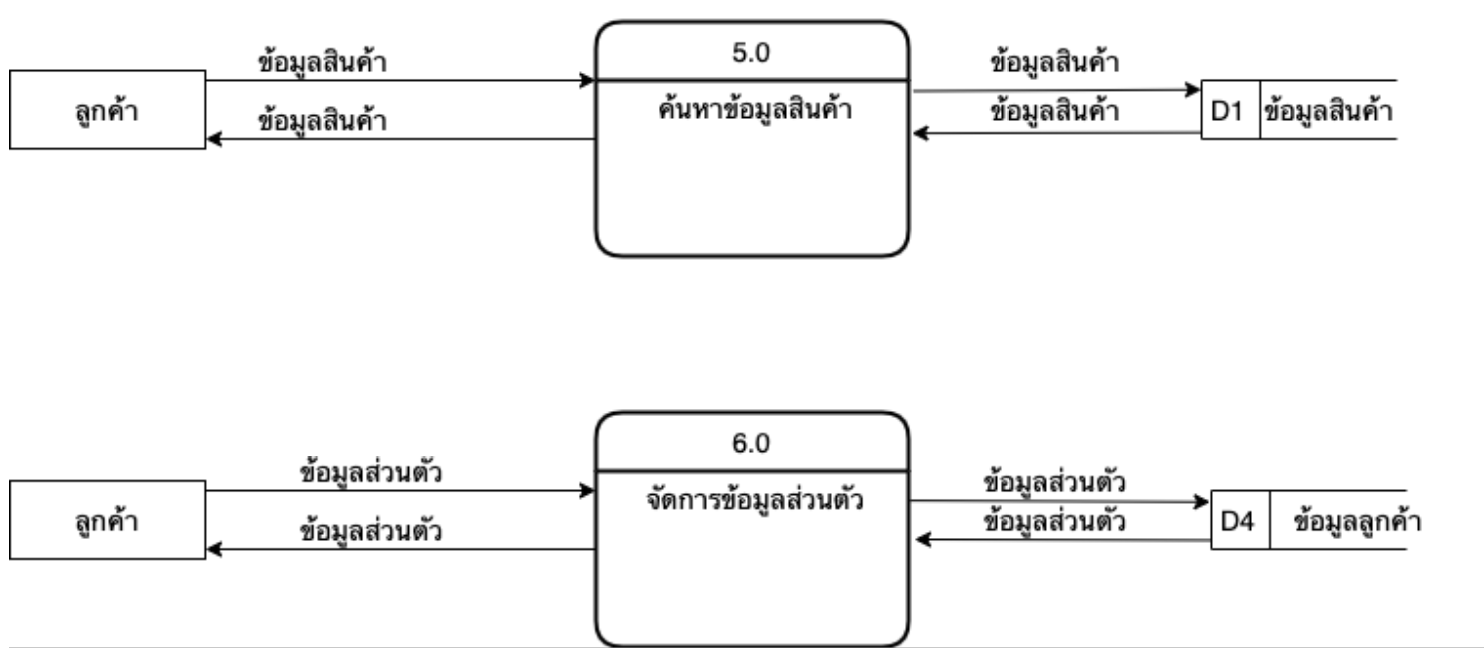 5.0
ข้อมูลสินค้า
ข้อมูลสินค้า
ลูกค้า
ค้นหาข้อมูลสินค้า
D1 ข้อมูลสินค้า
ข้อมูลสินค้า
ข้อมูลสินค้า
6.0
ข้อมูลส่วนตัว
ข้อมูลส่วนตัว
จัดการข้อมูลส่วนตัว
ลูกค้า
D4 ข้อมูลลูกค้า
ข้อมูลส่วนตัว
ข้อมูลส่วนตัว